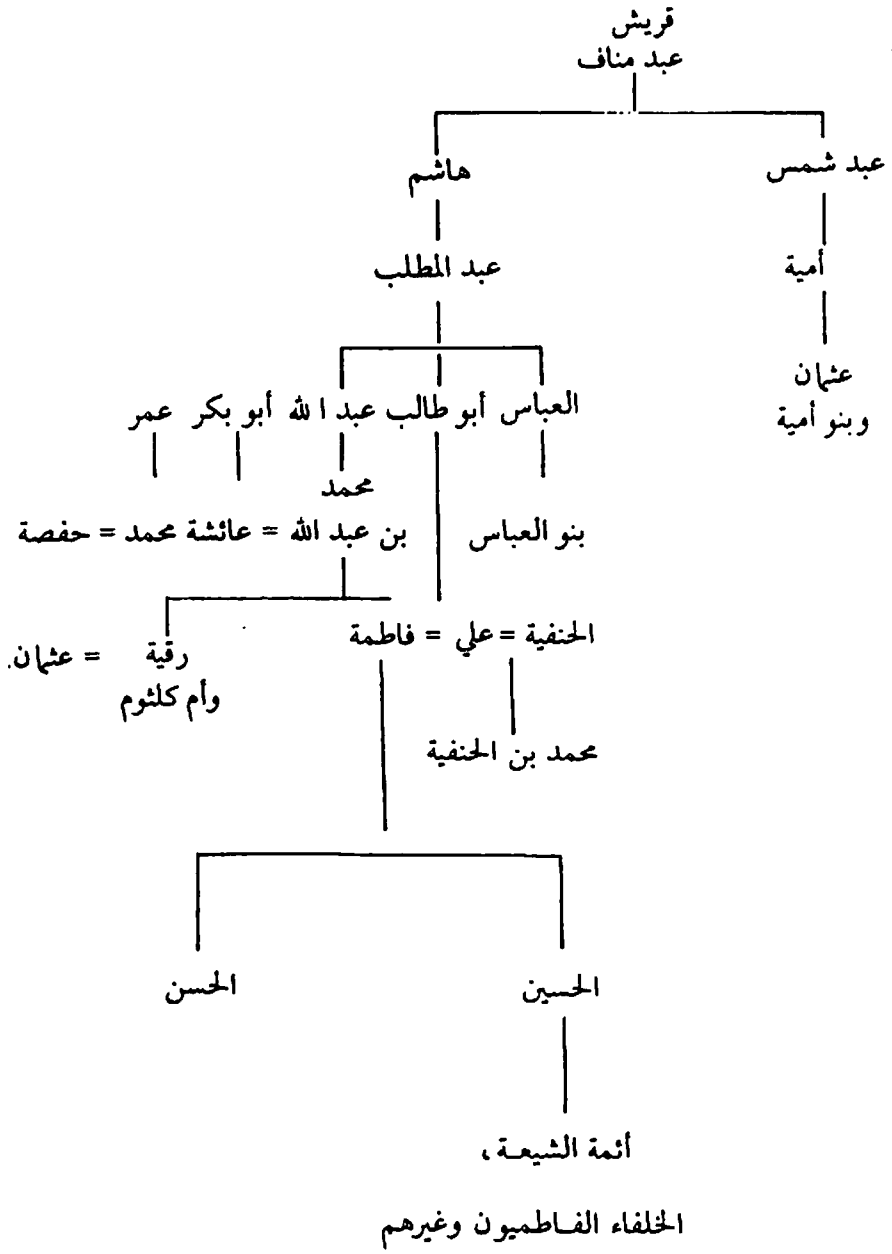 قريش
عبد مناف
عبد شمس
هاشم
أمية
عبد المطلب
عثمان
وبنو أمية
العباس أبو طالب عبد الله أبو بكر عمر
محمد
بنو العباس
بن عبد الله = عائشة محمد = حفصة
الحنفية = علي = فاطمة
رقية = عثمان.
وأم كلثوم
محمد بن الحنفية
الحسين
الحسن
أئمة الشيعة،
الخلفاء الفاطميون وغيرهم